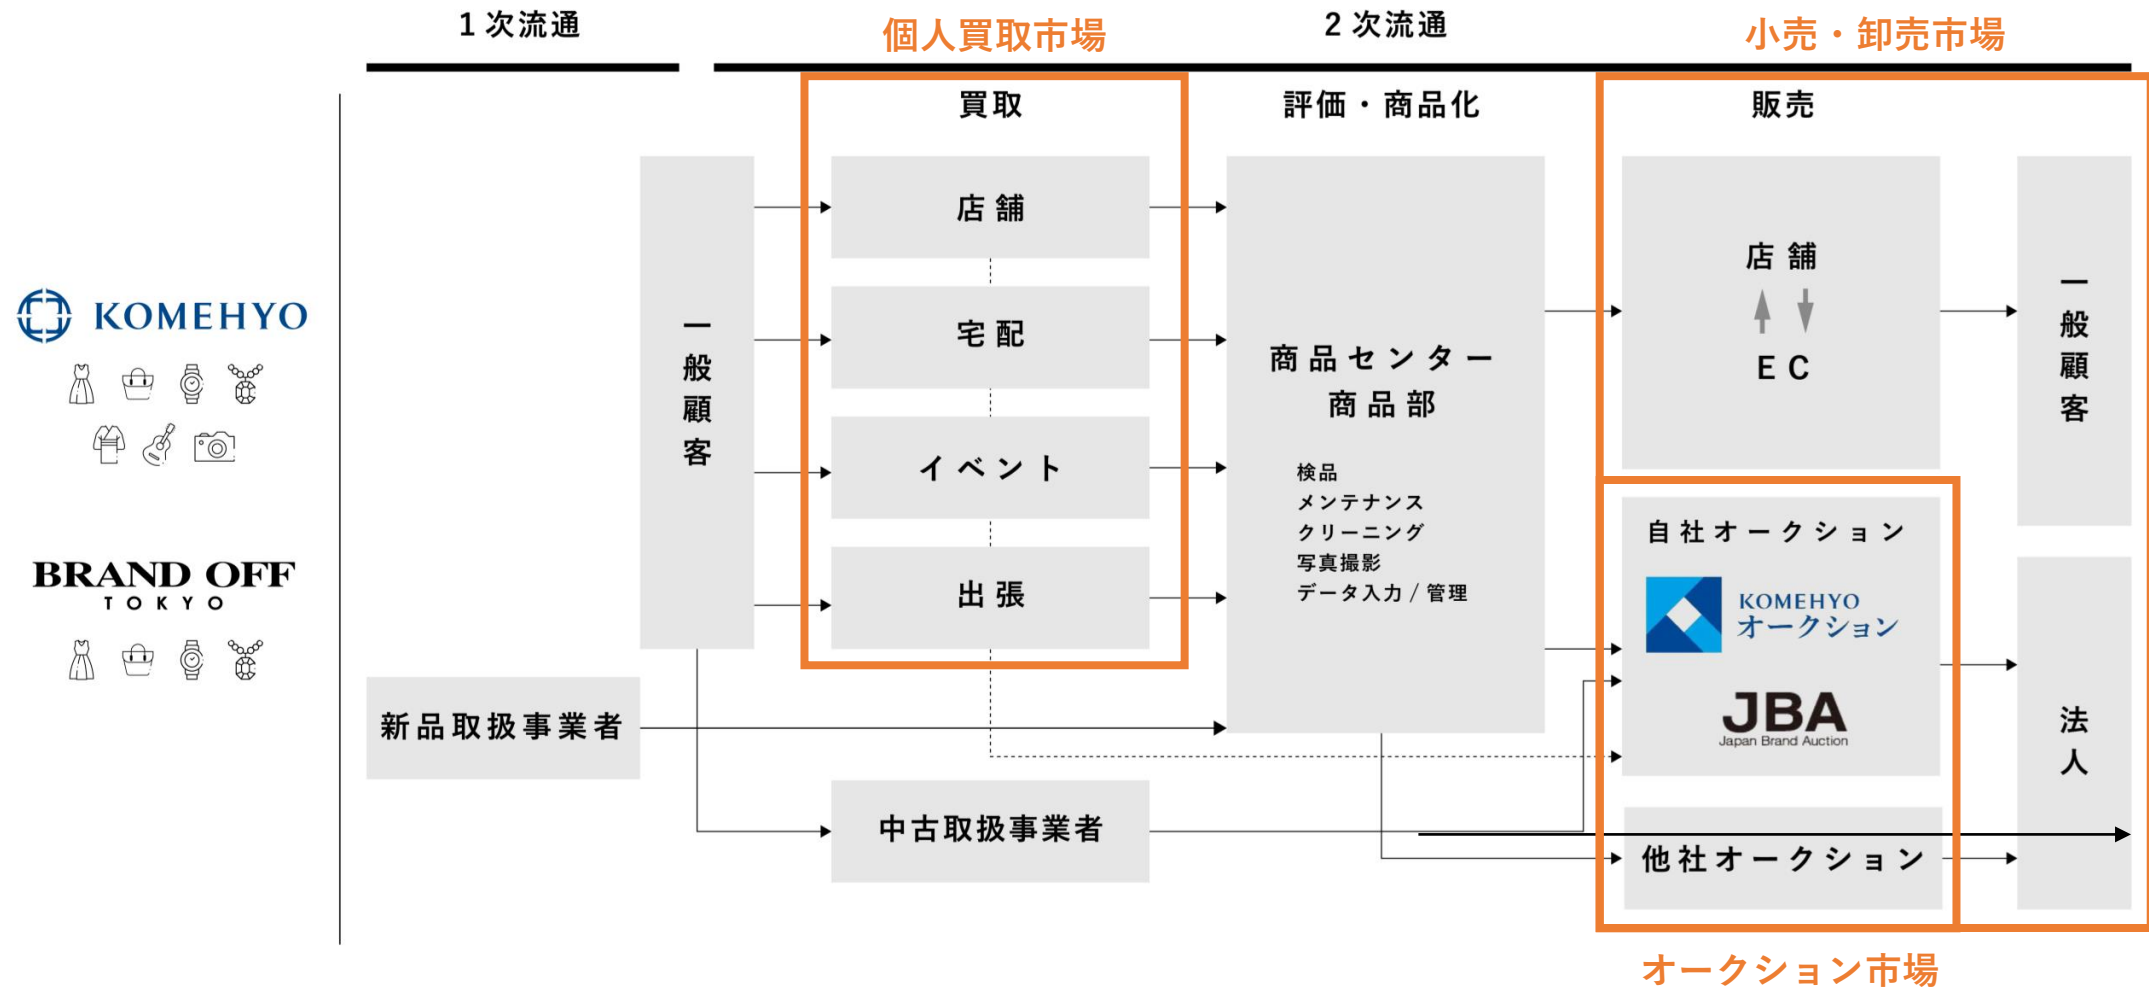 1次流通
個人買取市場
2次流通
小売・卸売市場
買取
評価・商品化
販売
KOMEHYO
BRAND OFF
TOKYO
一般顧客
新品取扱事業者
店舗
宅配
イベント
出張
中古取扱事業者
商品センター
商品部
検品
メンテナンス
クリーニング
写真撮影
データ入力/管理
店舗
EC
自社オークション
KOMEHYO
オークション
JBA
Japan Brand Auction
他社オークション
一般顧客
法人
オークション市場